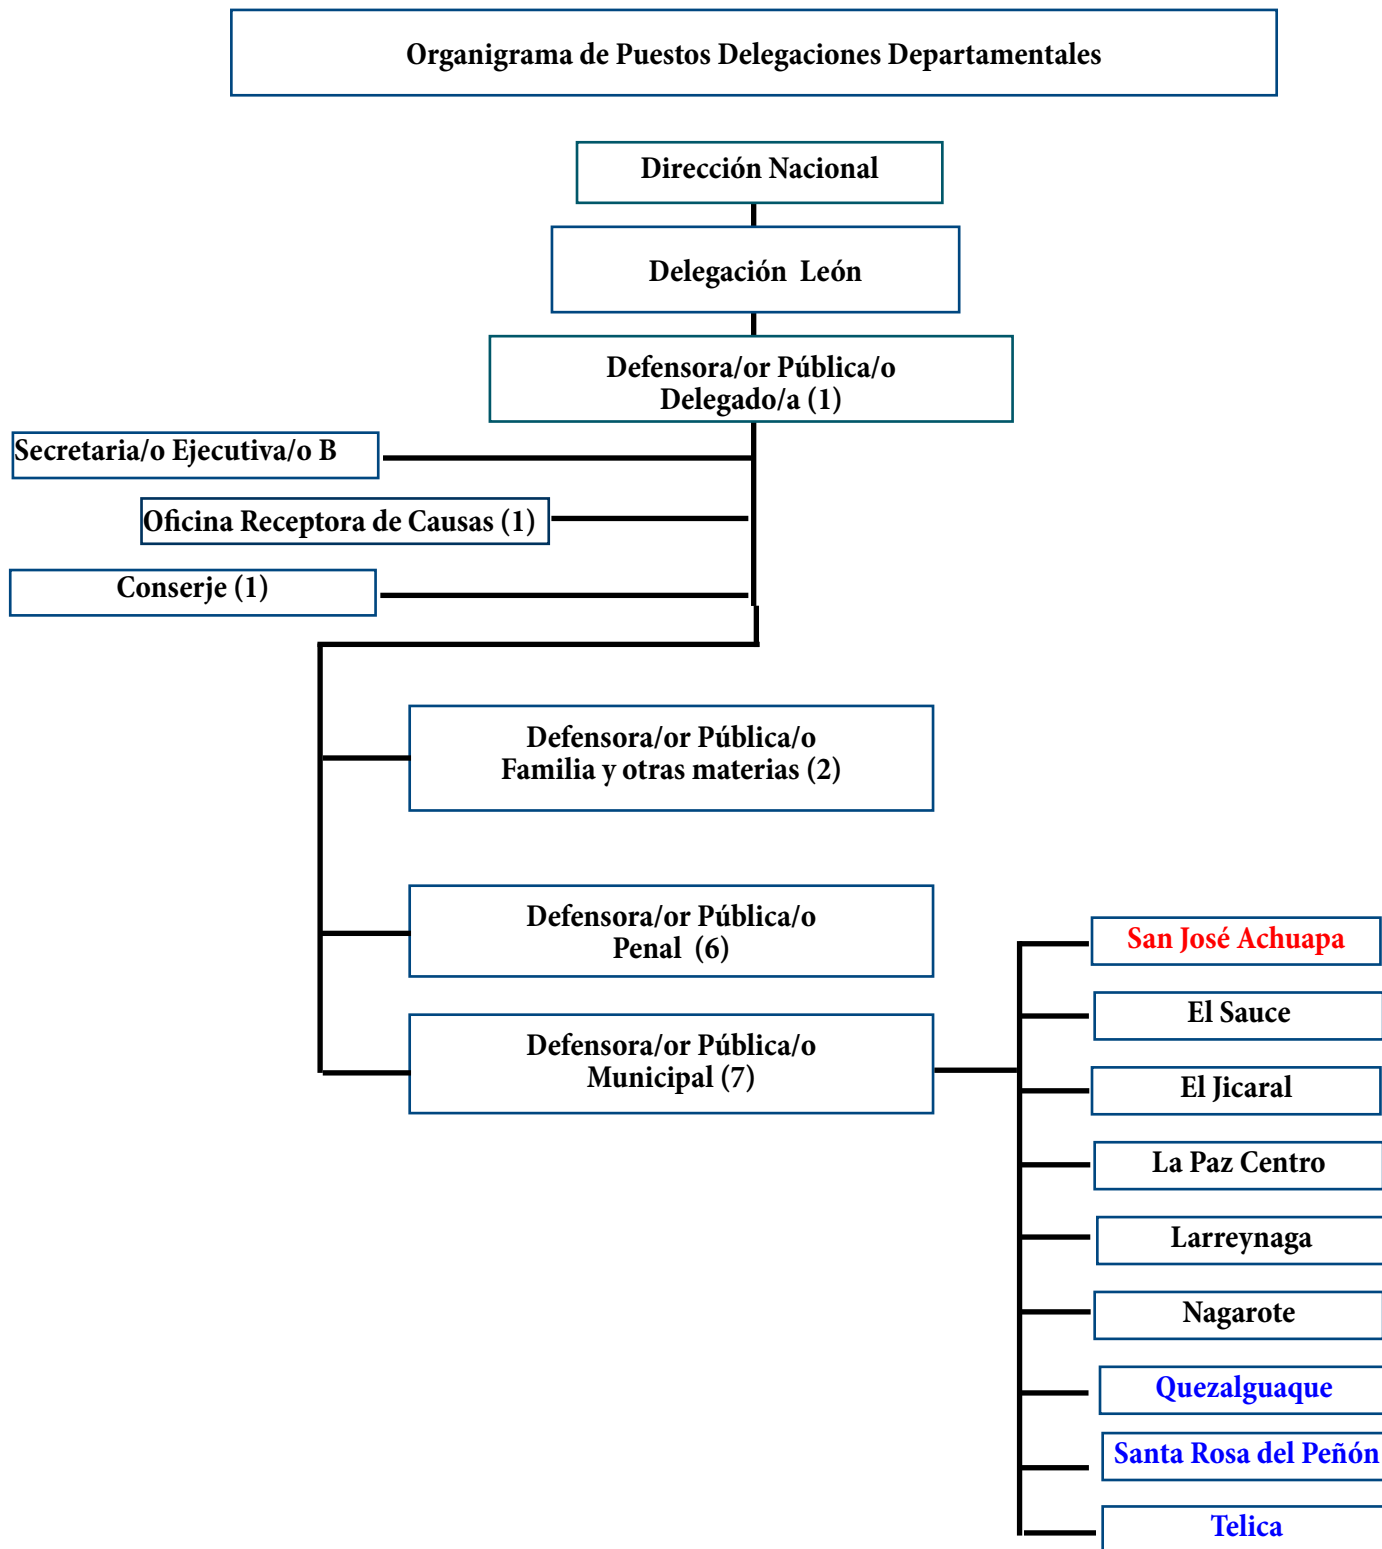 Organigrama de Puestos Delegaciones Departamentales
Dirección Nacional
Delegación León
Defensora/or Pública/o
Delegado/a (1)
Secretaria/o Ejecutiva/o B
Oficina Receptora de Causas (1)
Conserje (1)
Defensora/or Pública/o
Familia y otras materias (2)
Defensora/or Pública/o
Penal (6)
Defensora/or Pública/o
Municipal (7)
San José Achuapa
El Sauce
El Jicaral
La Paz Centro
Larreynaga
Nagarote
Quezalguaque
Santa Rosa del Peñón
Telica